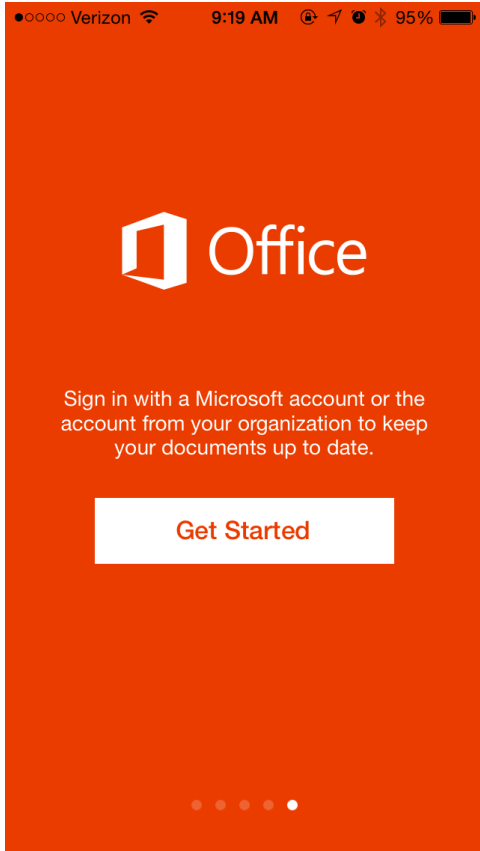 Verizon 9:19 AM 95%
Office
Sign in with a Microsoft account or the
account from your organization to keep
your documents up to date.
Get Started